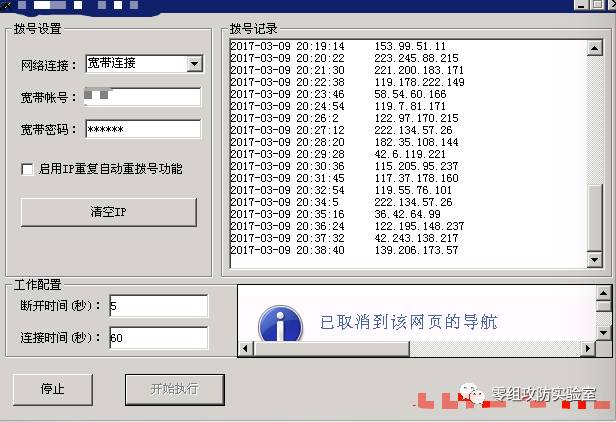 拨号设置
网络连接：
宽带连接
宽带帐号：
宽带密码：
******
启用IP重复自动重拨号功能
清空IP
拨号记录
2017-03-09 20:19:14 153.99.51.11
2017-03-09 20:20:22 223.245.88.215
2017-03-09 20:21:30 221.200.183.171
2017-03-09 20:22:38 119.178.222.149
2017-03-09 20:23:46 58.54.60.166
2017-03-09 20:24:54 119.7.81.171
2017-03-09 20:26:2 122.97.170.215
2017-03-09 20:27:12 222.134.57.26
2017-03-09 20:28:20 182.35.108.144
2017-03-09 20:29:28 42.6.119.221
2017-03-09 20:30:36 115.205.95.237
2017-03-09 20:31:45 117.37.178.160
2017-03-09 20:32:54 119.55.76.101
2017-03-09 20:34:5 222.134.57.26
2017-03-09 20:35:16 36.42.64.99
2017-03-09 20:36:24 122.195.148.237
2017-03-09 20:37:32 42.243.138.217
2017-03-09 20:38:40 139.206.173.57
工作配置
断开时间(秒)：
5
连接时间(秒)：
60
已取消到该网页的导航
停止
开始执行
零组攻防实验室